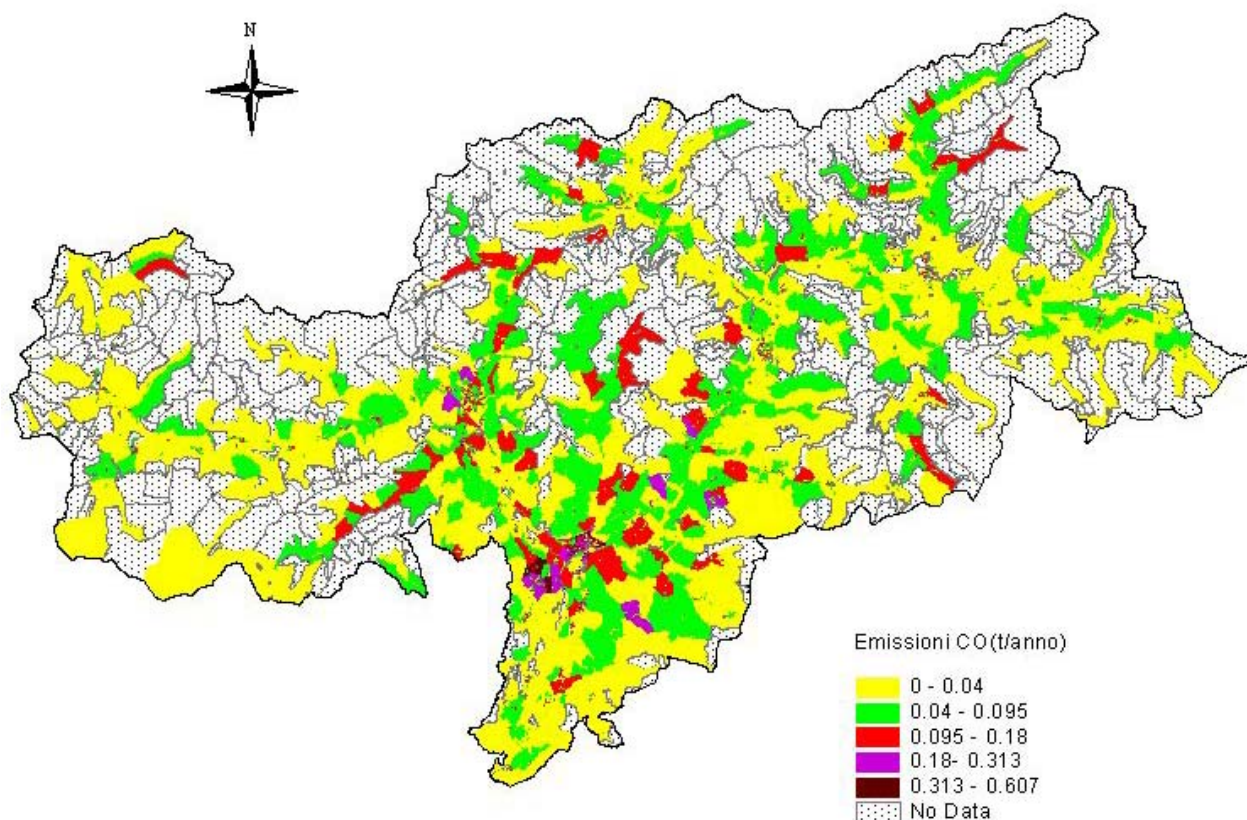 N
Emissioni CO(t/anno)
0 - 0.04
0.04 - 0.095
0.095 - 0.18
0.18- 0.313
0.313 - 0.607
No Data